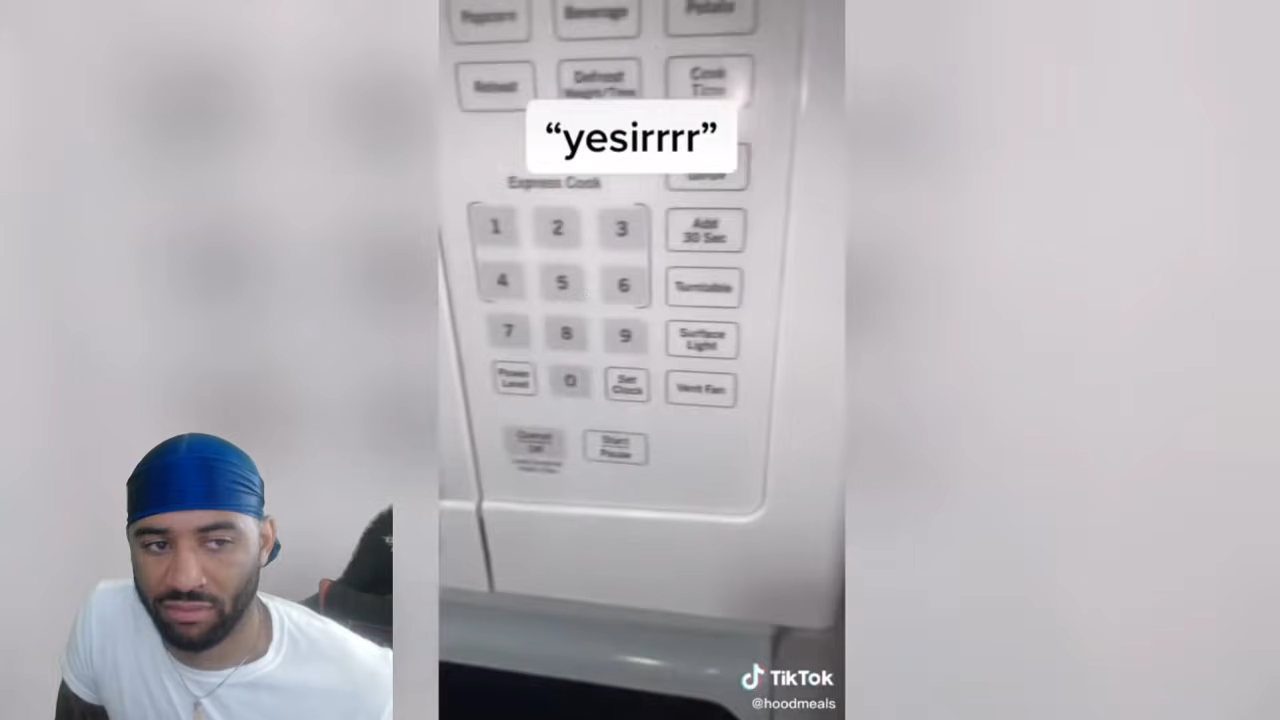 Popcorn
Beverage
Potato
Reheat
Defrost
Weight/Time
Cook
Time
“yesirrrr”
Express Cook
1
2
3
Add
30 Sec
4
5
6
Turntable
7
8
9
Surface
Light
Power
Level
0
Set
Clock
Vent Fan
Cancel
Off
Start
Pause
TikTok
@hoodmeals